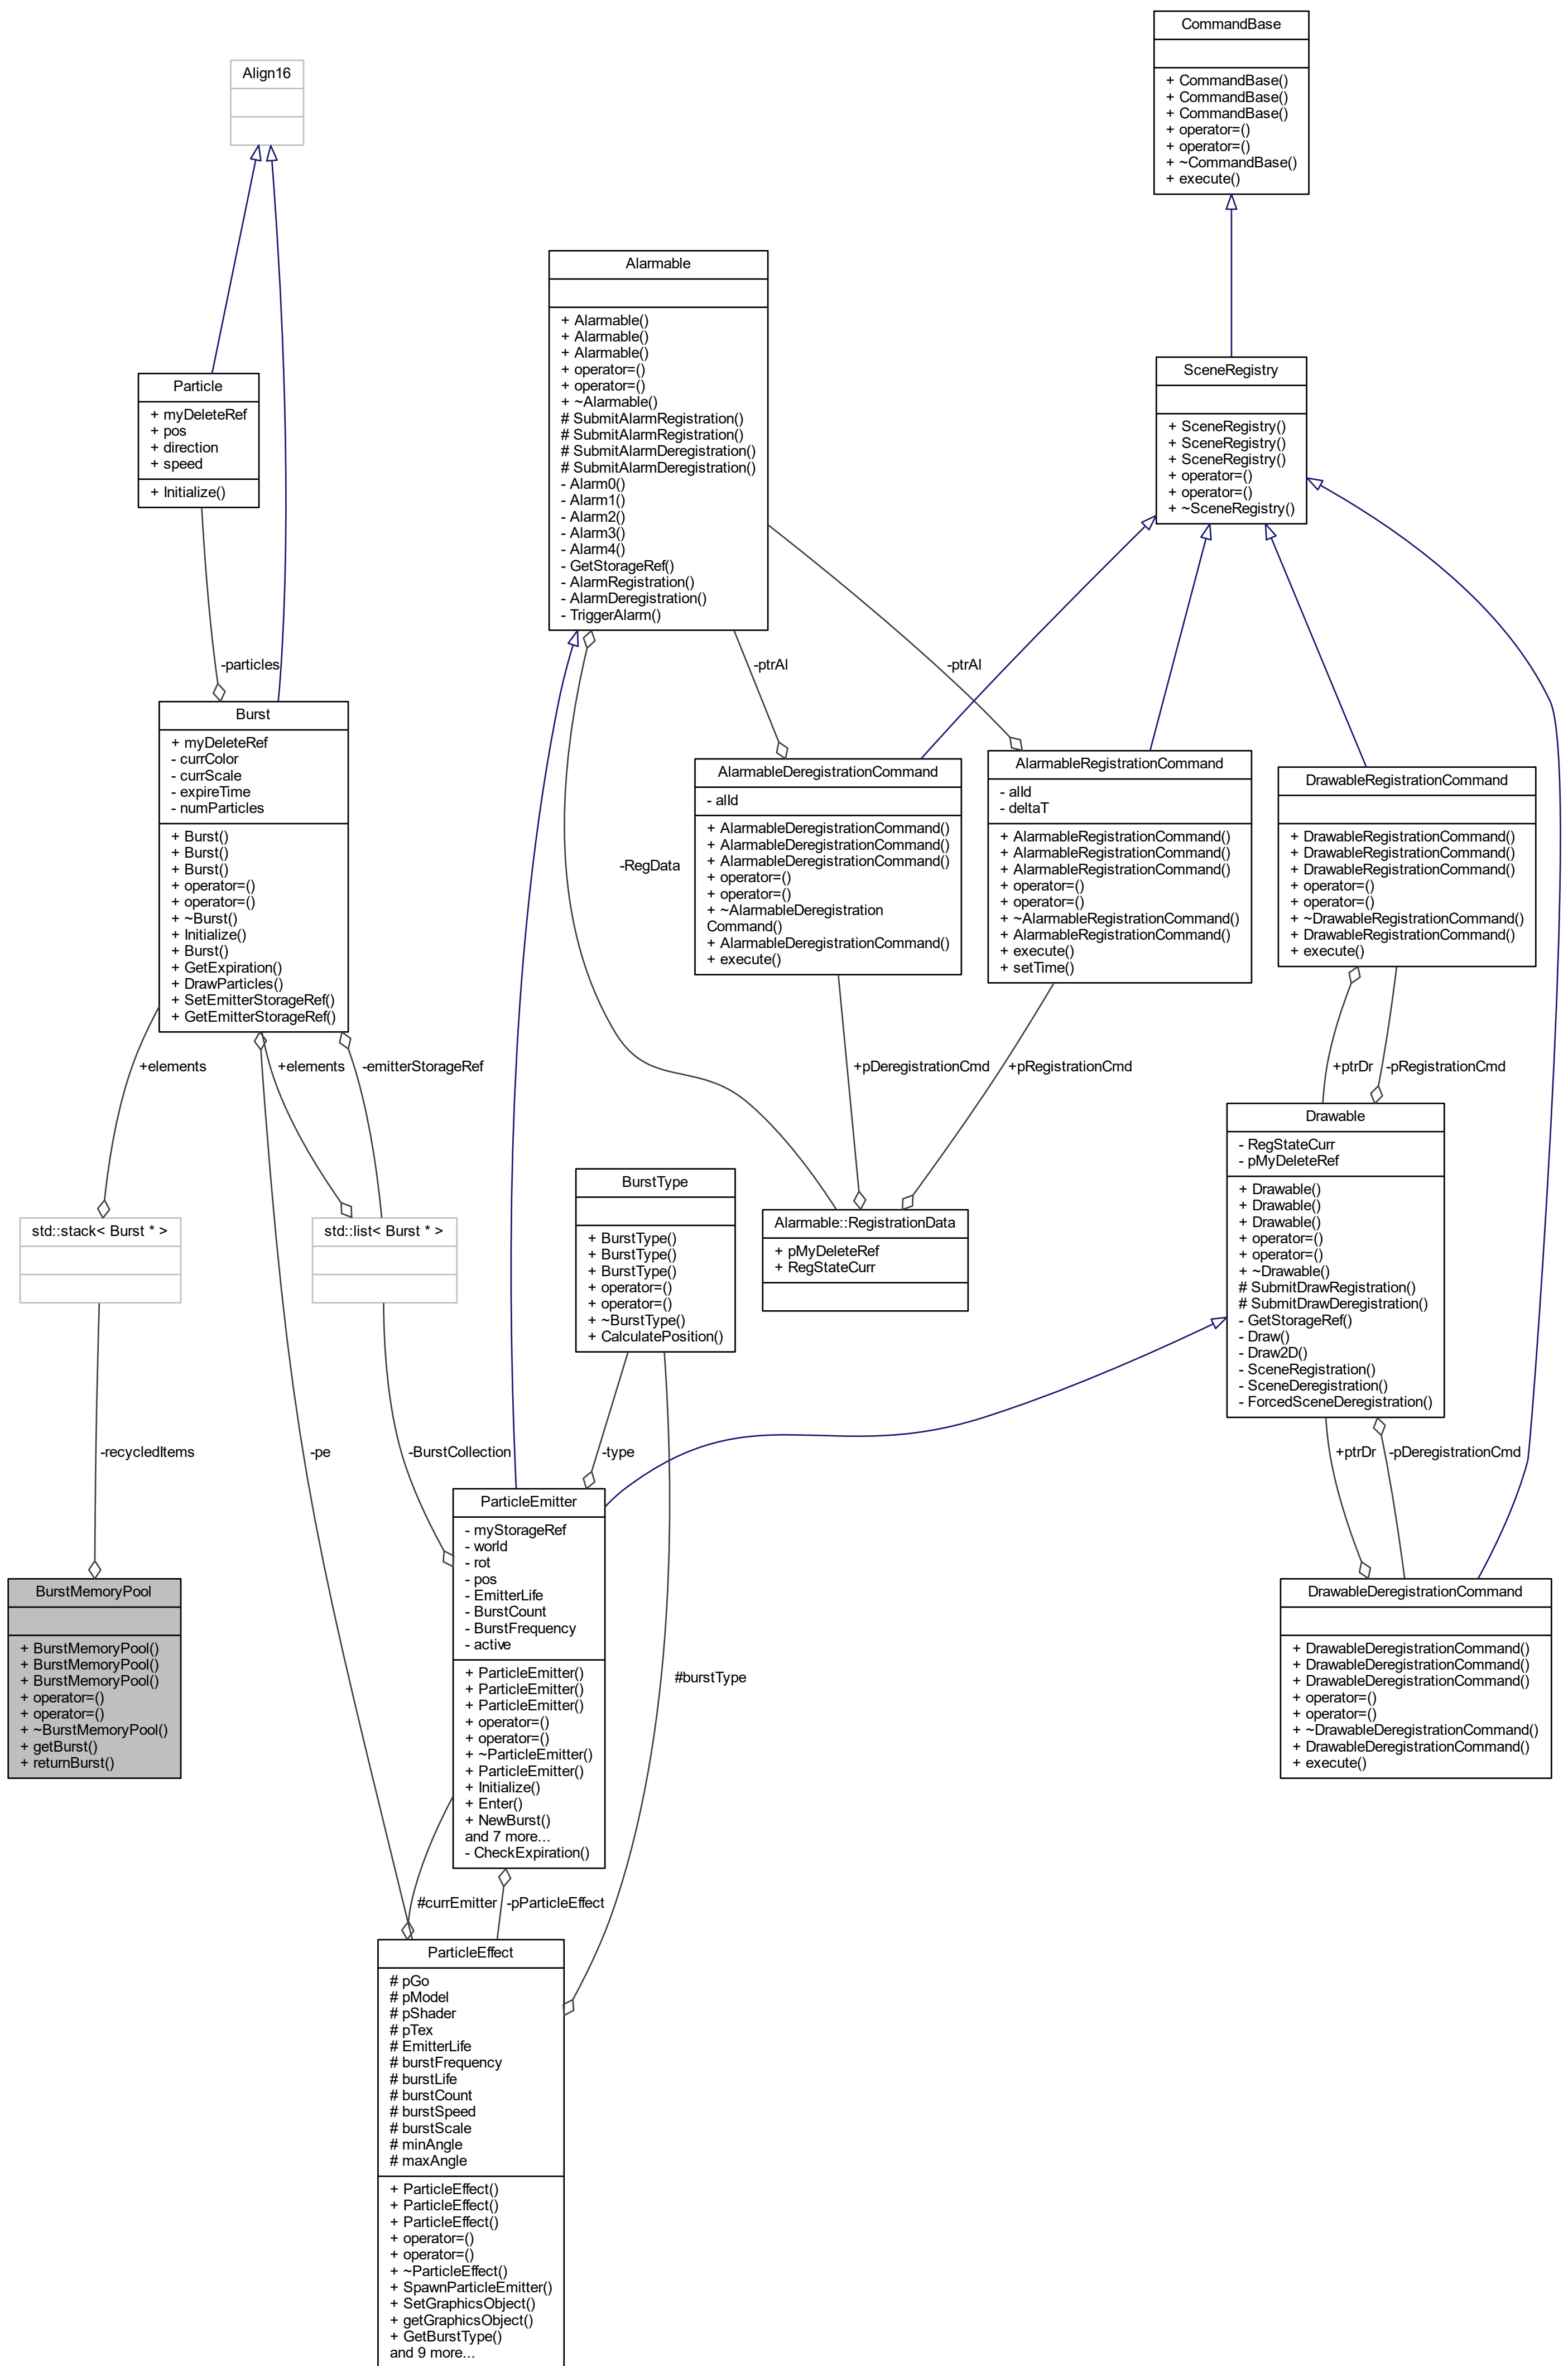 CommandBase
+ CommandBase()
+ CommandBase()
+ CommandBase()
+ operator=()
+ operator=()
+ ~CommandBase()
+ execute()
Align16
Alarmable
+ Alarmable()
+ Alarmable()
+ Alarmable()
+ operator=()
+ operator=()
+ ~Alarmable()
# SubmitAlarmRegistration()
# SubmitAlarmRegistration()
# SubmitAlarmDeregistration()
# SubmitAlarmDeregistration()
- Alarm0()
- Alarm1()
- Alarm2()
- Alarm3()
- Alarm4()
- GetStorageRef()
- AlarmRegistration()
- AlarmDeregistration()
- TriggerAlarm()
SceneRegistry
+ SceneRegistry()
+ SceneRegistry()
+ SceneRegistry()
+ operator=()
+ operator=()
+ ~SceneRegistry()
Particle
+ myDeleteRef
+ pos
+ direction
+ speed
+ Initialize()
-particles
-ptrAl
-ptrAl
Burst
+ myDeleteRef
- currColor
- currScale
- expireTime
- numParticles
+ Burst()
+ Burst()
+ Burst()
+ operator=()
+ operator=()
+ ~Burst()
+ Initialize()
+ Burst()
+ GetExpiration()
+ DrawParticles()
+ SetEmitterStorageRef()
+ GetEmitterStorageRef()
-RegData
AlarmableDeregistrationCommand
- alId
+ AlarmableDeregistrationCommand()
+ AlarmableDeregistrationCommand()
+ AlarmableDeregistrationCommand()
+ operator=()
+ operator=()
+ ~AlarmableDeregistration
Command()
+ AlarmableDeregistrationCommand()
+ execute()
AlarmableRegistrationCommand
- alId
- deltaT
+ AlarmableRegistrationCommand()
+ AlarmableRegistrationCommand()
+ AlarmableRegistrationCommand()
+ operator=()
+ operator=()
+ ~AlarmableRegistrationCommand()
+ AlarmableRegistrationCommand()
+ execute()
+ setTime()
DrawableRegistrationCommand
+ DrawableRegistrationCommand()
+ DrawableRegistrationCommand()
+ DrawableRegistrationCommand()
+ operator=()
+ operator=()
+ ~DrawableRegistrationCommand()
+ DrawableRegistrationCommand()
+ execute()
+elements
+elements
-emitterStorageRef
+pDeregistrationCmd
+pRegistrationCmd
+ptrDr
-pRegistrationCmd
std::stack< Burst * >
std::list< Burst * >
BurstType
+ BurstType()
+ BurstType()
+ BurstType()
+ operator=()
+ operator=()
+ ~BurstType()
+ CalculatePosition()
Alarmable::RegistrationData
+ pMyDeleteRef
+ RegStateCurr
Drawable
- RegStateCurr
- pMyDeleteRef
+ Drawable()
+ Drawable()
+ Drawable()
+ operator=()
+ operator=()
+ ~Drawable()
# SubmitDrawRegistration()
# SubmitDrawDeregistration()
- GetStorageRef()
- Draw()
- Draw2D()
- SceneRegistration()
- SceneDeregistration()
- ForcedSceneDeregistration()
-recycledItems
-pe
-BurstCollection
-type
+ptrDr
-pDeregistrationCmd
BurstMemoryPool
+ BurstMemoryPool()
+ BurstMemoryPool()
+ BurstMemoryPool()
+ operator=()
+ operator=()
+ ~BurstMemoryPool()
+ getBurst()
+ returnBurst()
ParticleEmitter
- myStorageRef
- world
- rot
- pos
- EmitterLife
- BurstCount
- BurstFrequency
- active
+ ParticleEmitter()
+ ParticleEmitter()
+ ParticleEmitter()
+ operator=()
+ operator=()
+ ~ParticleEmitter()
+ ParticleEmitter()
+ Initialize()
+ Enter()
+ NewBurst()
and 7 more...
- CheckExpiration()
#burstType
DrawableDeregistrationCommand
+ DrawableDeregistrationCommand()
+ DrawableDeregistrationCommand()
+ DrawableDeregistrationCommand()
+ operator=()
+ operator=()
+ ~DrawableDeregistrationCommand()
+ DrawableDeregistrationCommand()
+ execute()
#currEmitter
-pParticleEffect
ParticleEffect
# pGo
# pModel
# pShader
# pTex
# EmitterLife
# burstFrequency
# burstLife
# burstCount
# burstSpeed
# burstScale
# minAngle
# maxAngle
+ ParticleEffect()
+ ParticleEffect()
+ ParticleEffect()
+ operator=()
+ operator=()
+ ~ParticleEffect()
+ SpawnParticleEmitter()
+ SetGraphicsObject()
+ getGraphicsObject()
+ GetBurstType()
and 9 more...